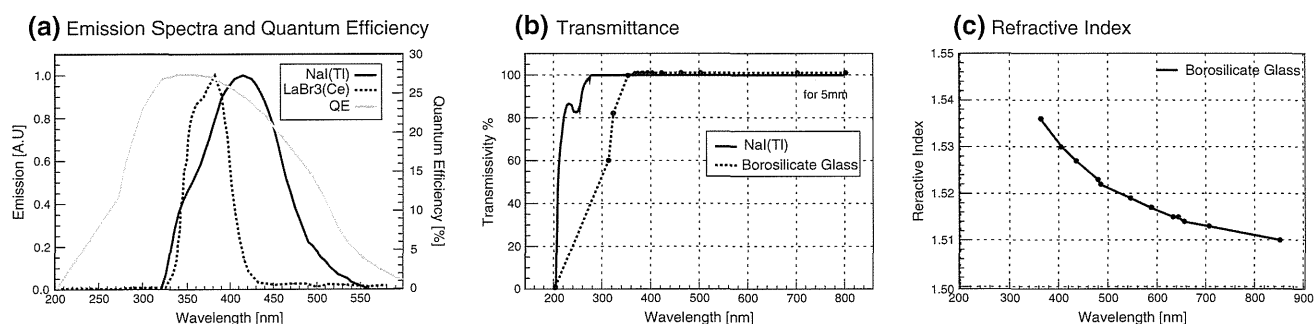 (a) Emission Spectra and Quantum Efficiency
1.0
0.8
0.6
0.4
0.2
0.0
Emission [A.U]
NaI(Tl)
LaBr3(Ce)
QE
30
25
20
15
10
5
0
Quantum Efficiency [%]
200 250 300 350 400 450 500 550
Wavelength [nm]
(b) Transmittance
100
80
60
40
20
0
Transmissivity %
for 5mm
NaI(Tl)
Borosilicate Glass
200 300 400 500 600 700 800
Wavelength [nm]
(c) Refractive Index
1.55
1.54
1.53
1.52
1.51
1.50
Reractive Index
Borosilicate Glass
200 300 400 500 600 700 800 900
Wavelength [nm]